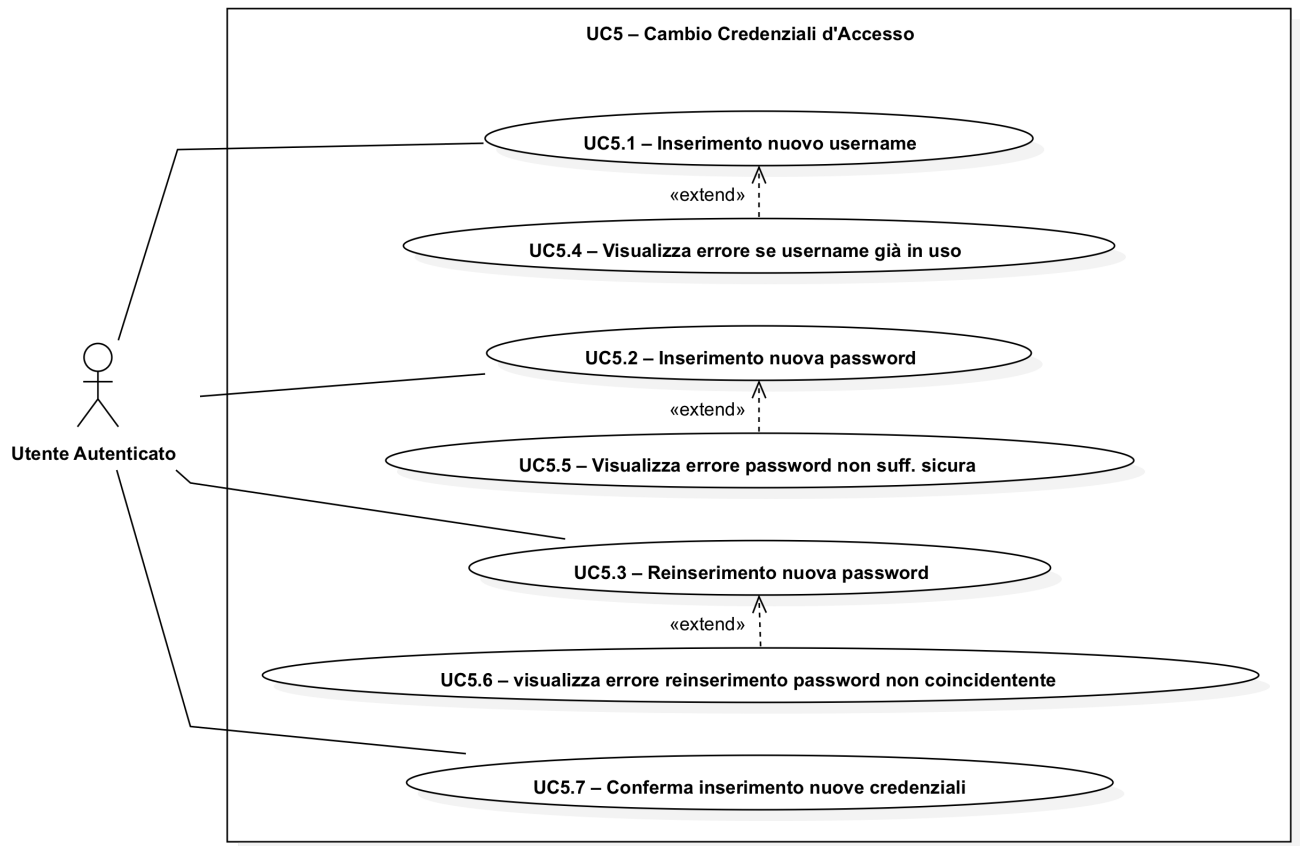 UC5 – Cambio Credenziali d'Accesso
UC5.1 – Inserimento nuovo username
«extend»
UC5.4 – Visualizza errore se username già in uso
UC5.2 – Inserimento nuova password
«extend»
Utente Autenticato
UC5.5 – Visualizza errore password non suff. sicura
UC5.3 – Reinserimento nuova password
«extend»
UC5.6 – visualizza errore reinserimento password non coincidentente
UC5.7 – Conferma inserimento nuove credenziali